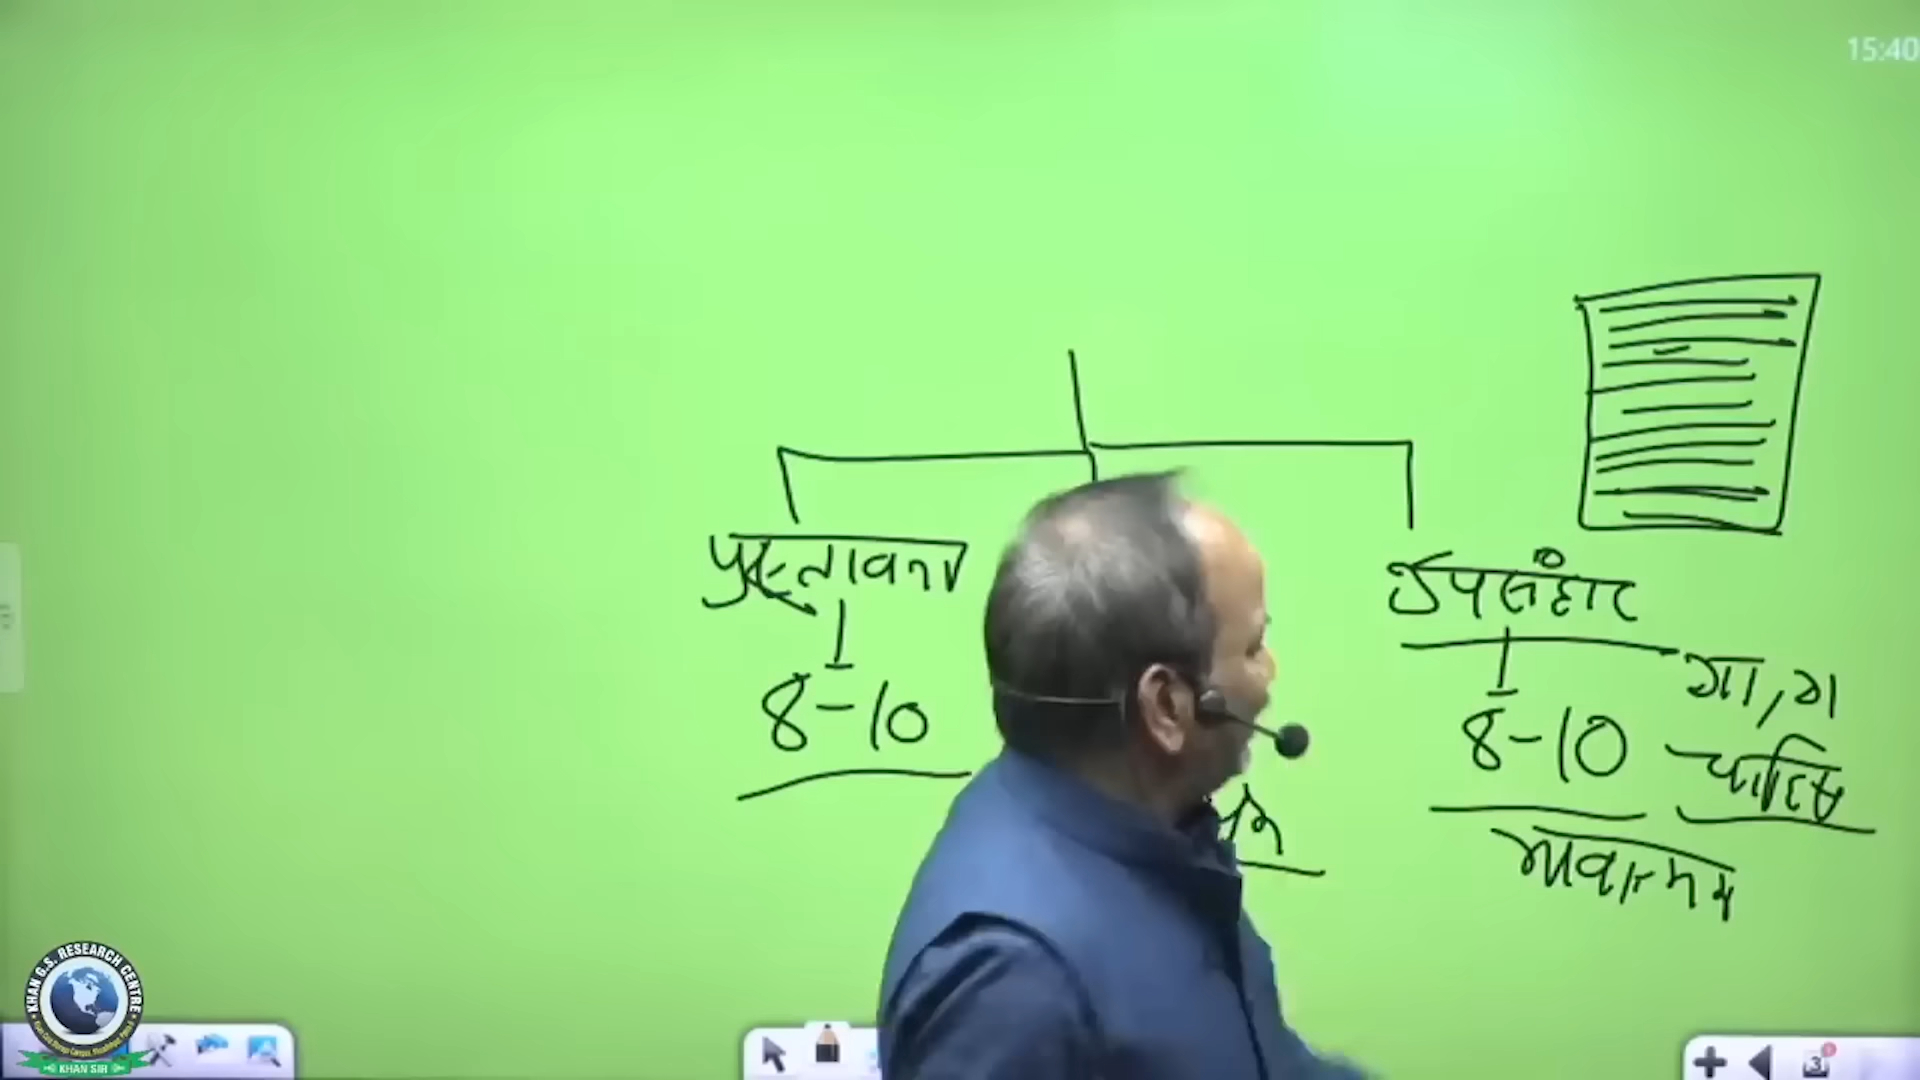 15:40
प्रस्तावना
8-10
उपसंहार
8-10
गा, ग
भावात्मक
KHAN G.S. RESEARCH CENTRE
KHAN SIR